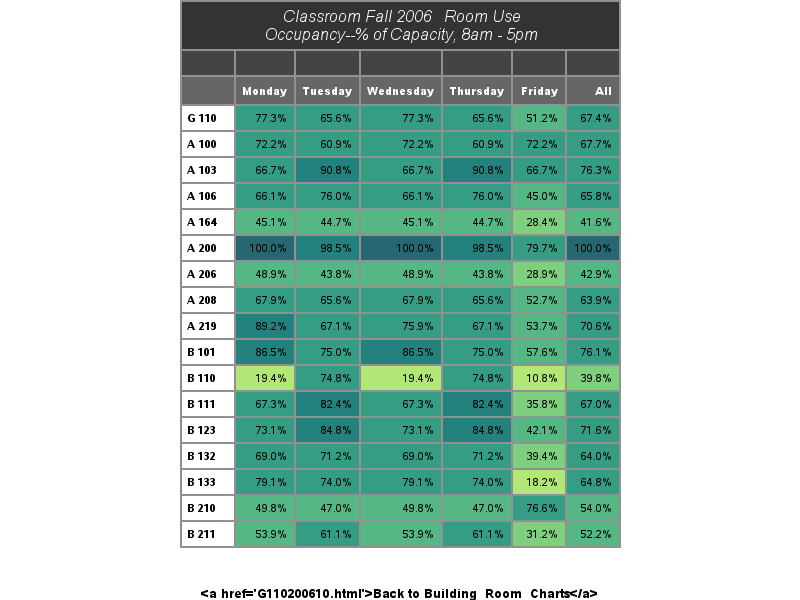 Classroom Fall 2006 Room Use
Occupancy--% of Capacity, 8am - 5pm
Monday Tuesday Wednesday Thursday Friday All
G 110 77.3% 65.6% 77.3% 65.6% 51.2% 67.4%
A 100 72.2% 60.9% 72.2% 60.9% 72.2% 67.7%
A 103 66.7% 90.8% 66.7% 90.8% 66.7% 76.3%
A 106 66.1% 76.0% 66.1% 76.0% 45.0% 65.8%
A 164 45.1% 44.7% 45.1% 44.7% 28.4% 41.6%
A 200 100.0% 98.5% 100.0% 98.5% 79.7% 100.0%
A 206 48.9% 43.8% 48.9% 43.8% 28.9% 42.9%
A 208 67.9% 65.6% 67.9% 65.6% 52.7% 63.9%
A 219 89.2% 67.1% 75.9% 67.1% 53.7% 70.6%
B 101 86.5% 75.0% 86.5% 75.0% 57.6% 76.1%
B 110 19.4% 74.8% 19.4% 74.8% 10.8% 39.8%
B 111 67.3% 82.4% 67.3% 82.4% 35.8% 67.0%
B 123 73.1% 84.8% 73.1% 84.8% 42.1% 71.6%
B 132 69.0% 71.2% 69.0% 71.2% 39.4% 64.0%
B 133 79.1% 74.0% 79.1% 74.0% 18.2% 64.8%
B 210 49.8% 47.0% 49.8% 47.0% 76.6% 54.0%
B 211 53.9% 61.1% 53.9% 61.1% 31.2% 52.2%
<a href='G110200610.html'>Back to Building Room Charts</a>